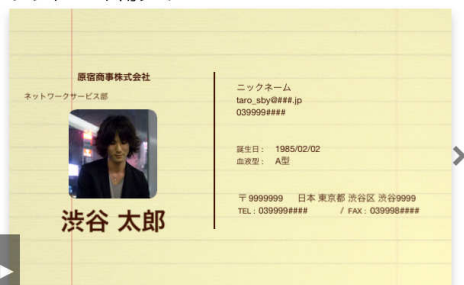 原宿商事株式会社
ネットワークサービス部
渋谷 太郎
ニックネーム
taro_sby@###.jp
039999####
誕生日： 1985/02/02
血液型： A型
〒9999999 日本 東京都 渋谷区 渋谷9999
TEL : 039999#### / FAX : 039998####